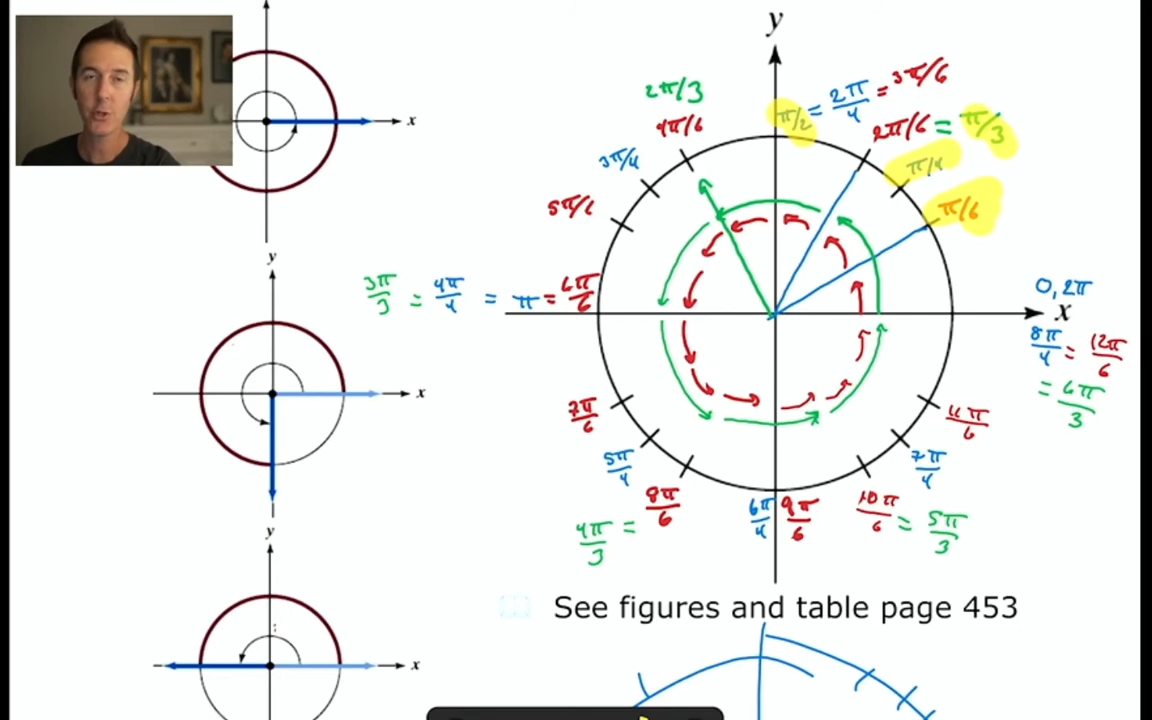 x
y
x
y
x
y
2π/3
4π/6
3π/4
5π/6
π/2 = 2π/4 = 3π/6
2π/6 = π/3
π/4
π/6
3π/3 = 4π/4 = π = 6π/6
0, 2π
x
8π/4 = 12π/6
= 6π/3
7π/6
5π/4
8π/6
4π/3 =
6π/4
9π/6
10π/6 = 5π/3
7π/4
11π/6
See figures and table page 453